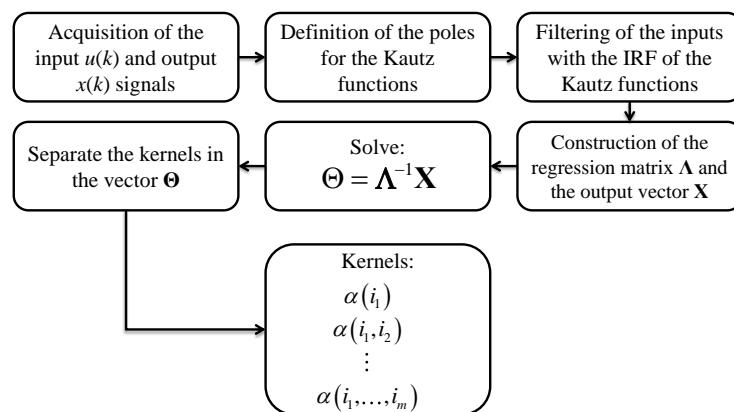 Acquisition of the
input u(k) and output
x(k) signals
Definition of the poles
for the Kautz
functions
Filtering of the inputs
with the IRF of the
Kautz functions
Construction of the
regression matrix Λ and
the output vector X
Solve:
Θ = Λ⁻¹X
Separate the kernels in
the vector Θ
Kernels:
α(i₁)
α(i₁,i₂)
⋮
α(i₁,…,iₘ)